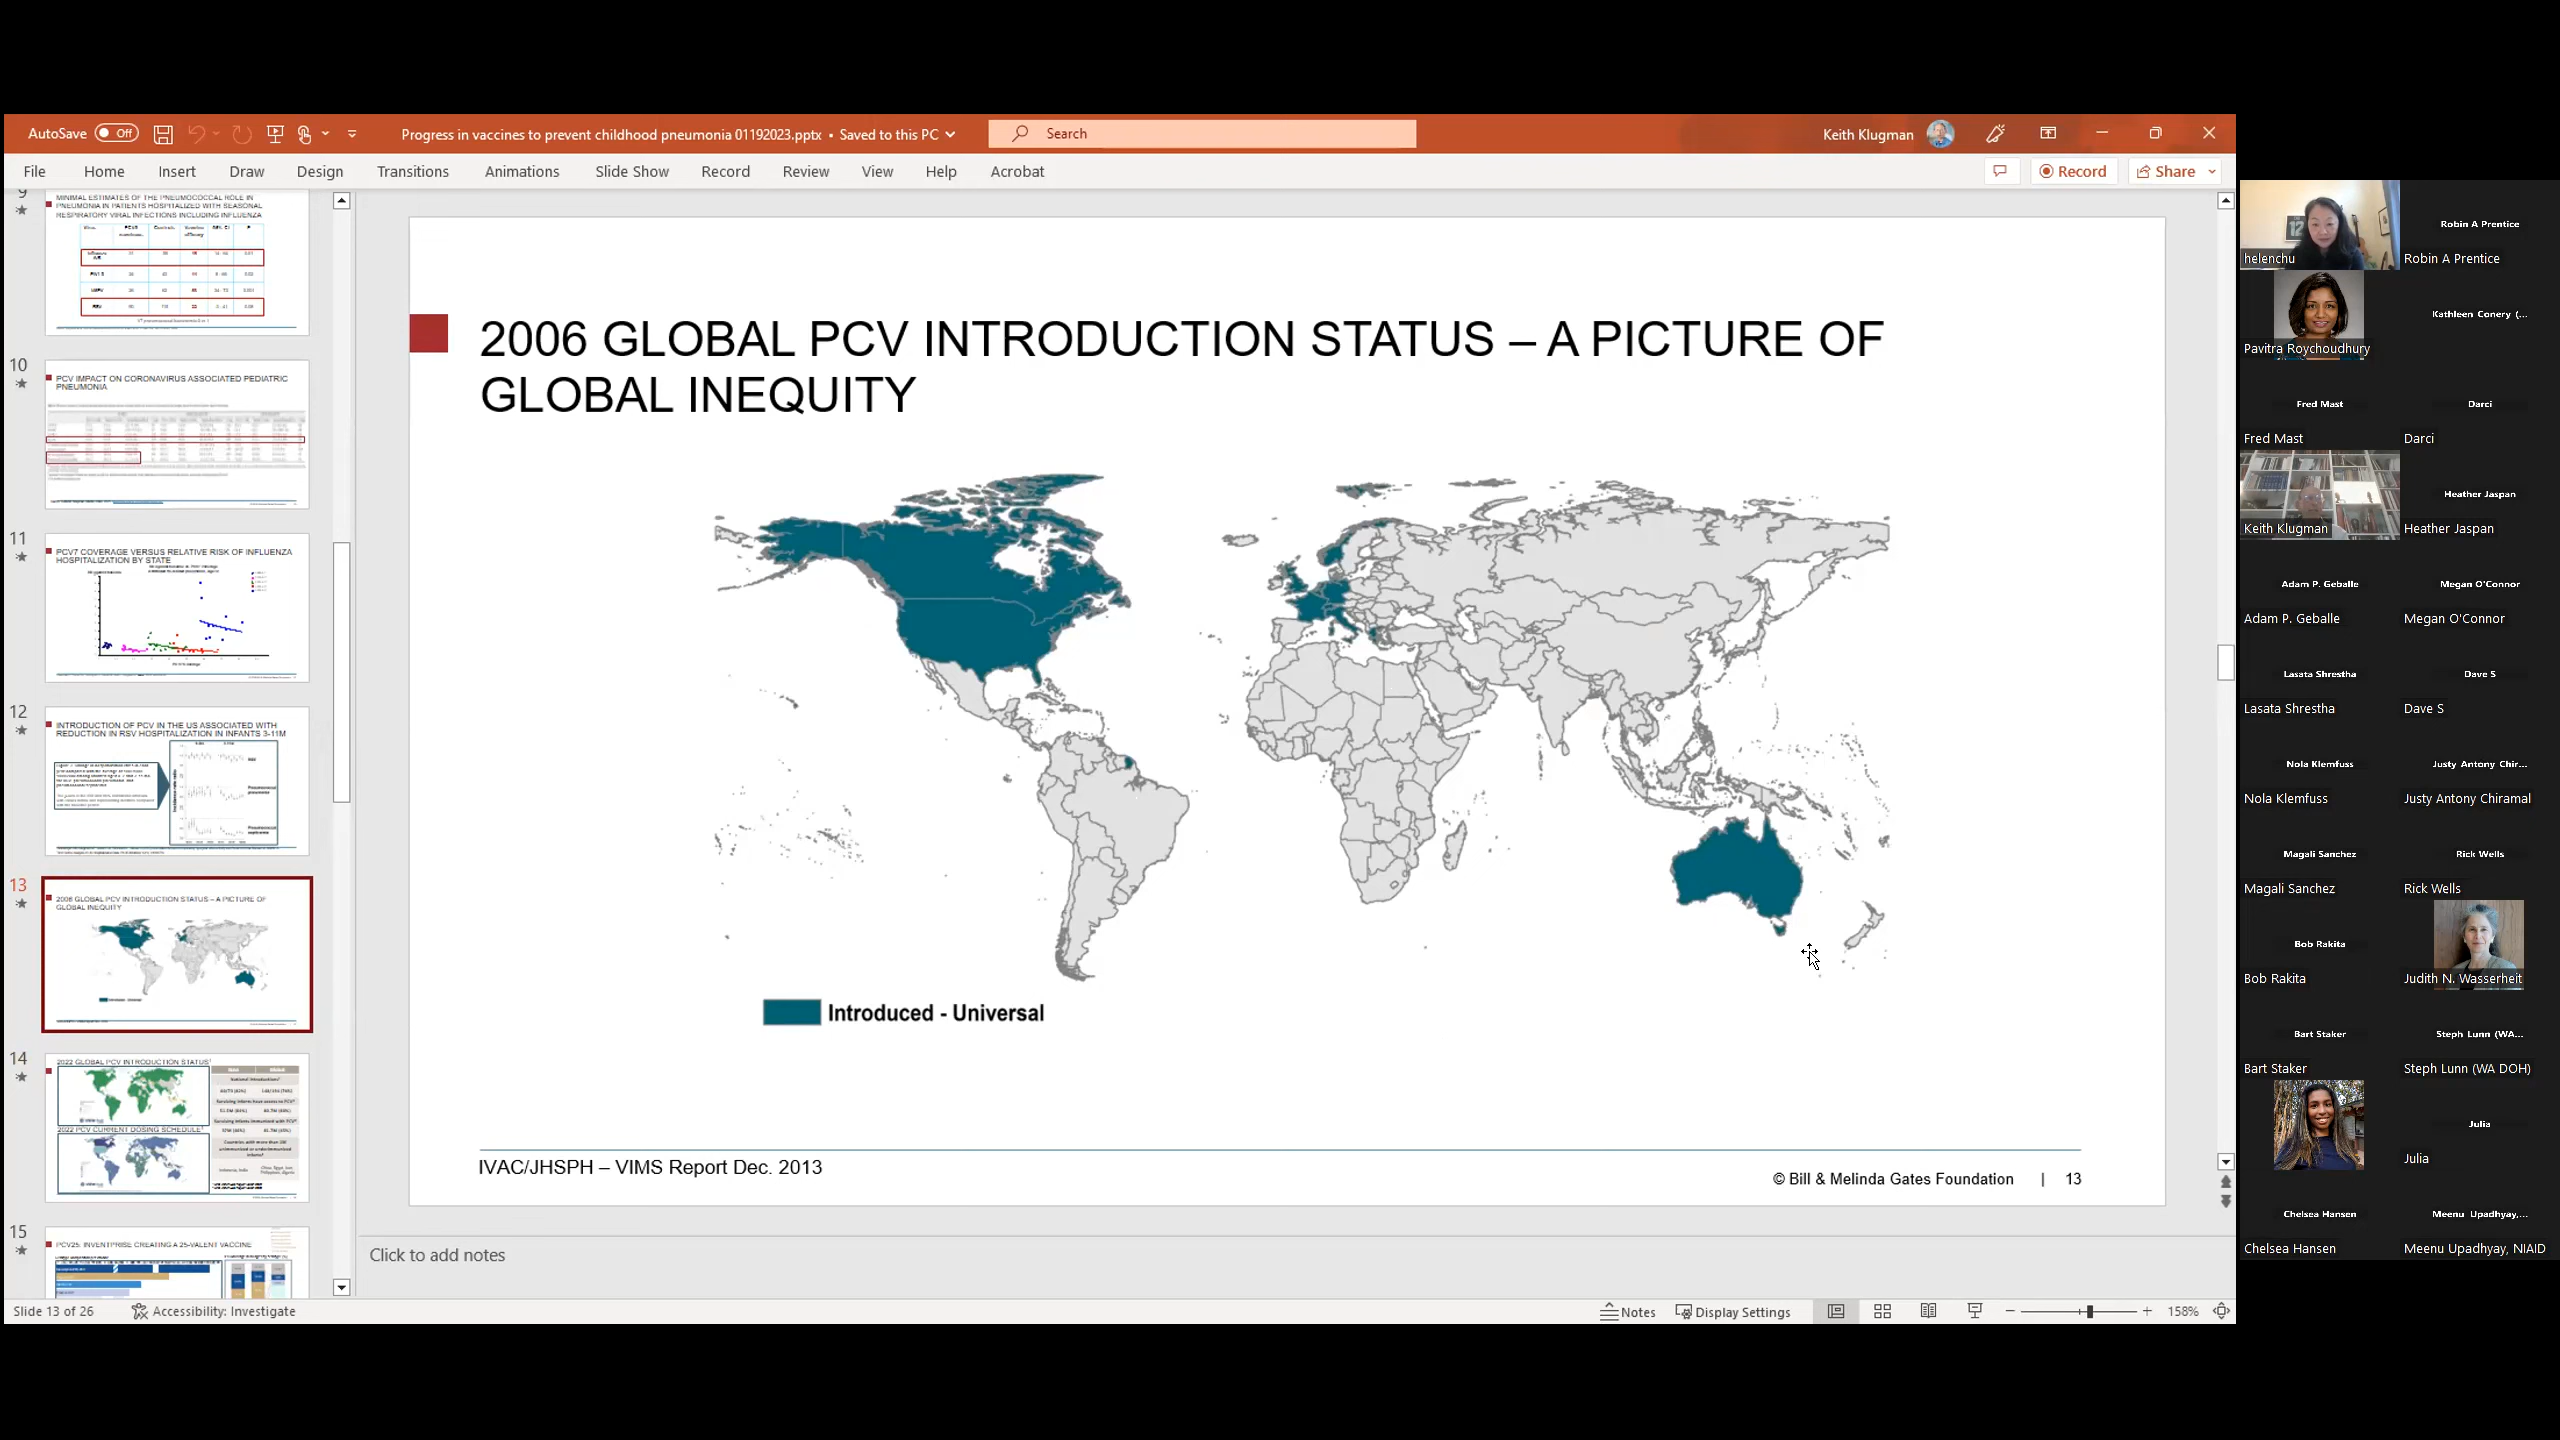 AutoSave Off
Progress in vaccines to prevent childhood pneumonia 01192023.pptx • Saved to this PC
Search
Keith Klugman
File Home Insert Draw Design Transitions Animations Slide Show Record Review View Help Acrobat
Record Share
9
MINIMAL ESTIMATES OF THE PNEUMOCOCCAL ROLE IN
PNEUMONIA IN PATIENTS HOSPITALIZED WITH SEASONAL
RESPIRATORY VIRAL INFECTIONS INCLUDING INFLUENZA
10
PCV IMPACT ON CORONAVIRUS ASSOCIATED PEDIATRIC
PNEUMONIA
11
PCV7 COVERAGE VERSUS RELATIVE RISK OF INFLUENZA
HOSPITALIZATION BY STATE
12
INTRODUCTION OF PCV IN THE US ASSOCIATED WITH
REDUCTION IN RSV HOSPITALIZATION IN INFANTS 3-11M
13
2006 GLOBAL PCV INTRODUCTION STATUS – A PICTURE OF
GLOBAL INEQUITY
14
2022 GLOBAL PCV INTRODUCTION STATUS
2022 PCV CURRENT DOSING SCHEDULE
15
PCV25: INVENTPRISE CREATING A 25-VALENT VACCINE
2006 GLOBAL PCV INTRODUCTION STATUS – A PICTURE OF
GLOBAL INEQUITY
Introduced - Universal
IVAC/JHSPH – VIMS Report Dec. 2013
© Bill & Melinda Gates Foundation | 13
Click to add notes
Slide 13 of 26 Accessibility: Investigate
Notes Display Settings 158%
helenchu
Robin A Prentice
Robin A Prentice
Pavitra Roychoudhury
Kathleen Conery (...
Fred Mast
Fred Mast
Darci
Darci
Keith Klugman
Heather Jaspan
Heather Jaspan
Adam P. Geballe
Adam P. Geballe
Megan O'Connor
Megan O'Connor
Lasata Shrestha
Lasata Shrestha
Dave S
Dave S
Nola Klemfuss
Nola Klemfuss
Justy Antony Chir...
Justy Antony Chiramal
Magali Sanchez
Magali Sanchez
Rick Wells
Rick Wells
Bob Rakita
Bob Rakita
Judith N. Wasserheit
Bart Staker
Bart Staker
Steph Lunn (WA...
Steph Lunn (WA DOH)
Julia
Julia
Chelsea Hansen
Chelsea Hansen
Meenu Upadhyay,...
Meenu Upadhyay, NIAID